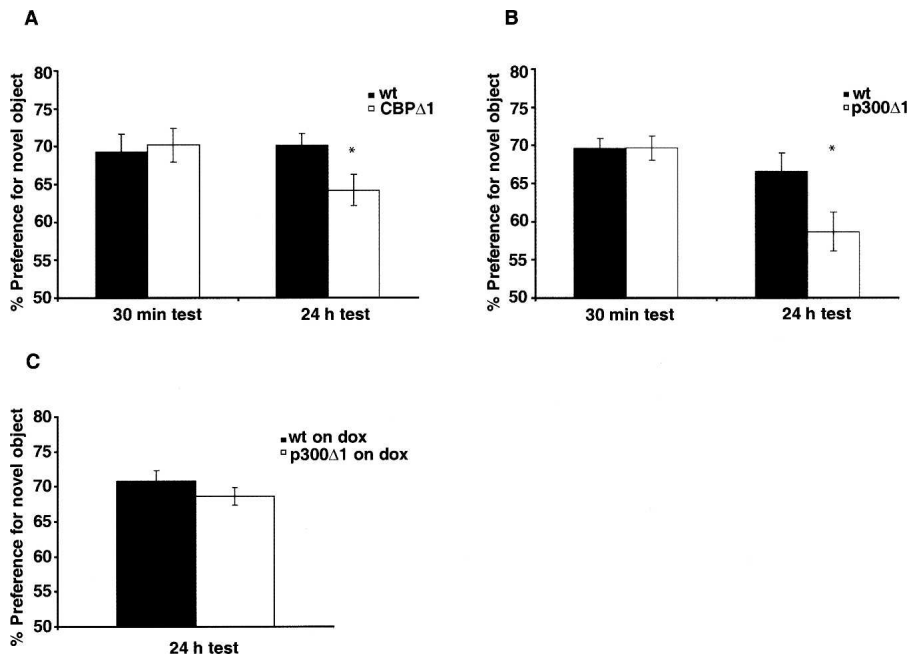 A
% Preference for novel object
80
75
70
65
60
55
50
wt
CBPΔ1
*
30 min test
24 h test
B
% Preference for novel object
80
75
70
65
60
55
50
wt
p300Δ1
*
30 min test
24 h test
C
% Preference for novel object
80
75
70
65
60
55
50
wt on dox
p300Δ1 on dox
24 h test